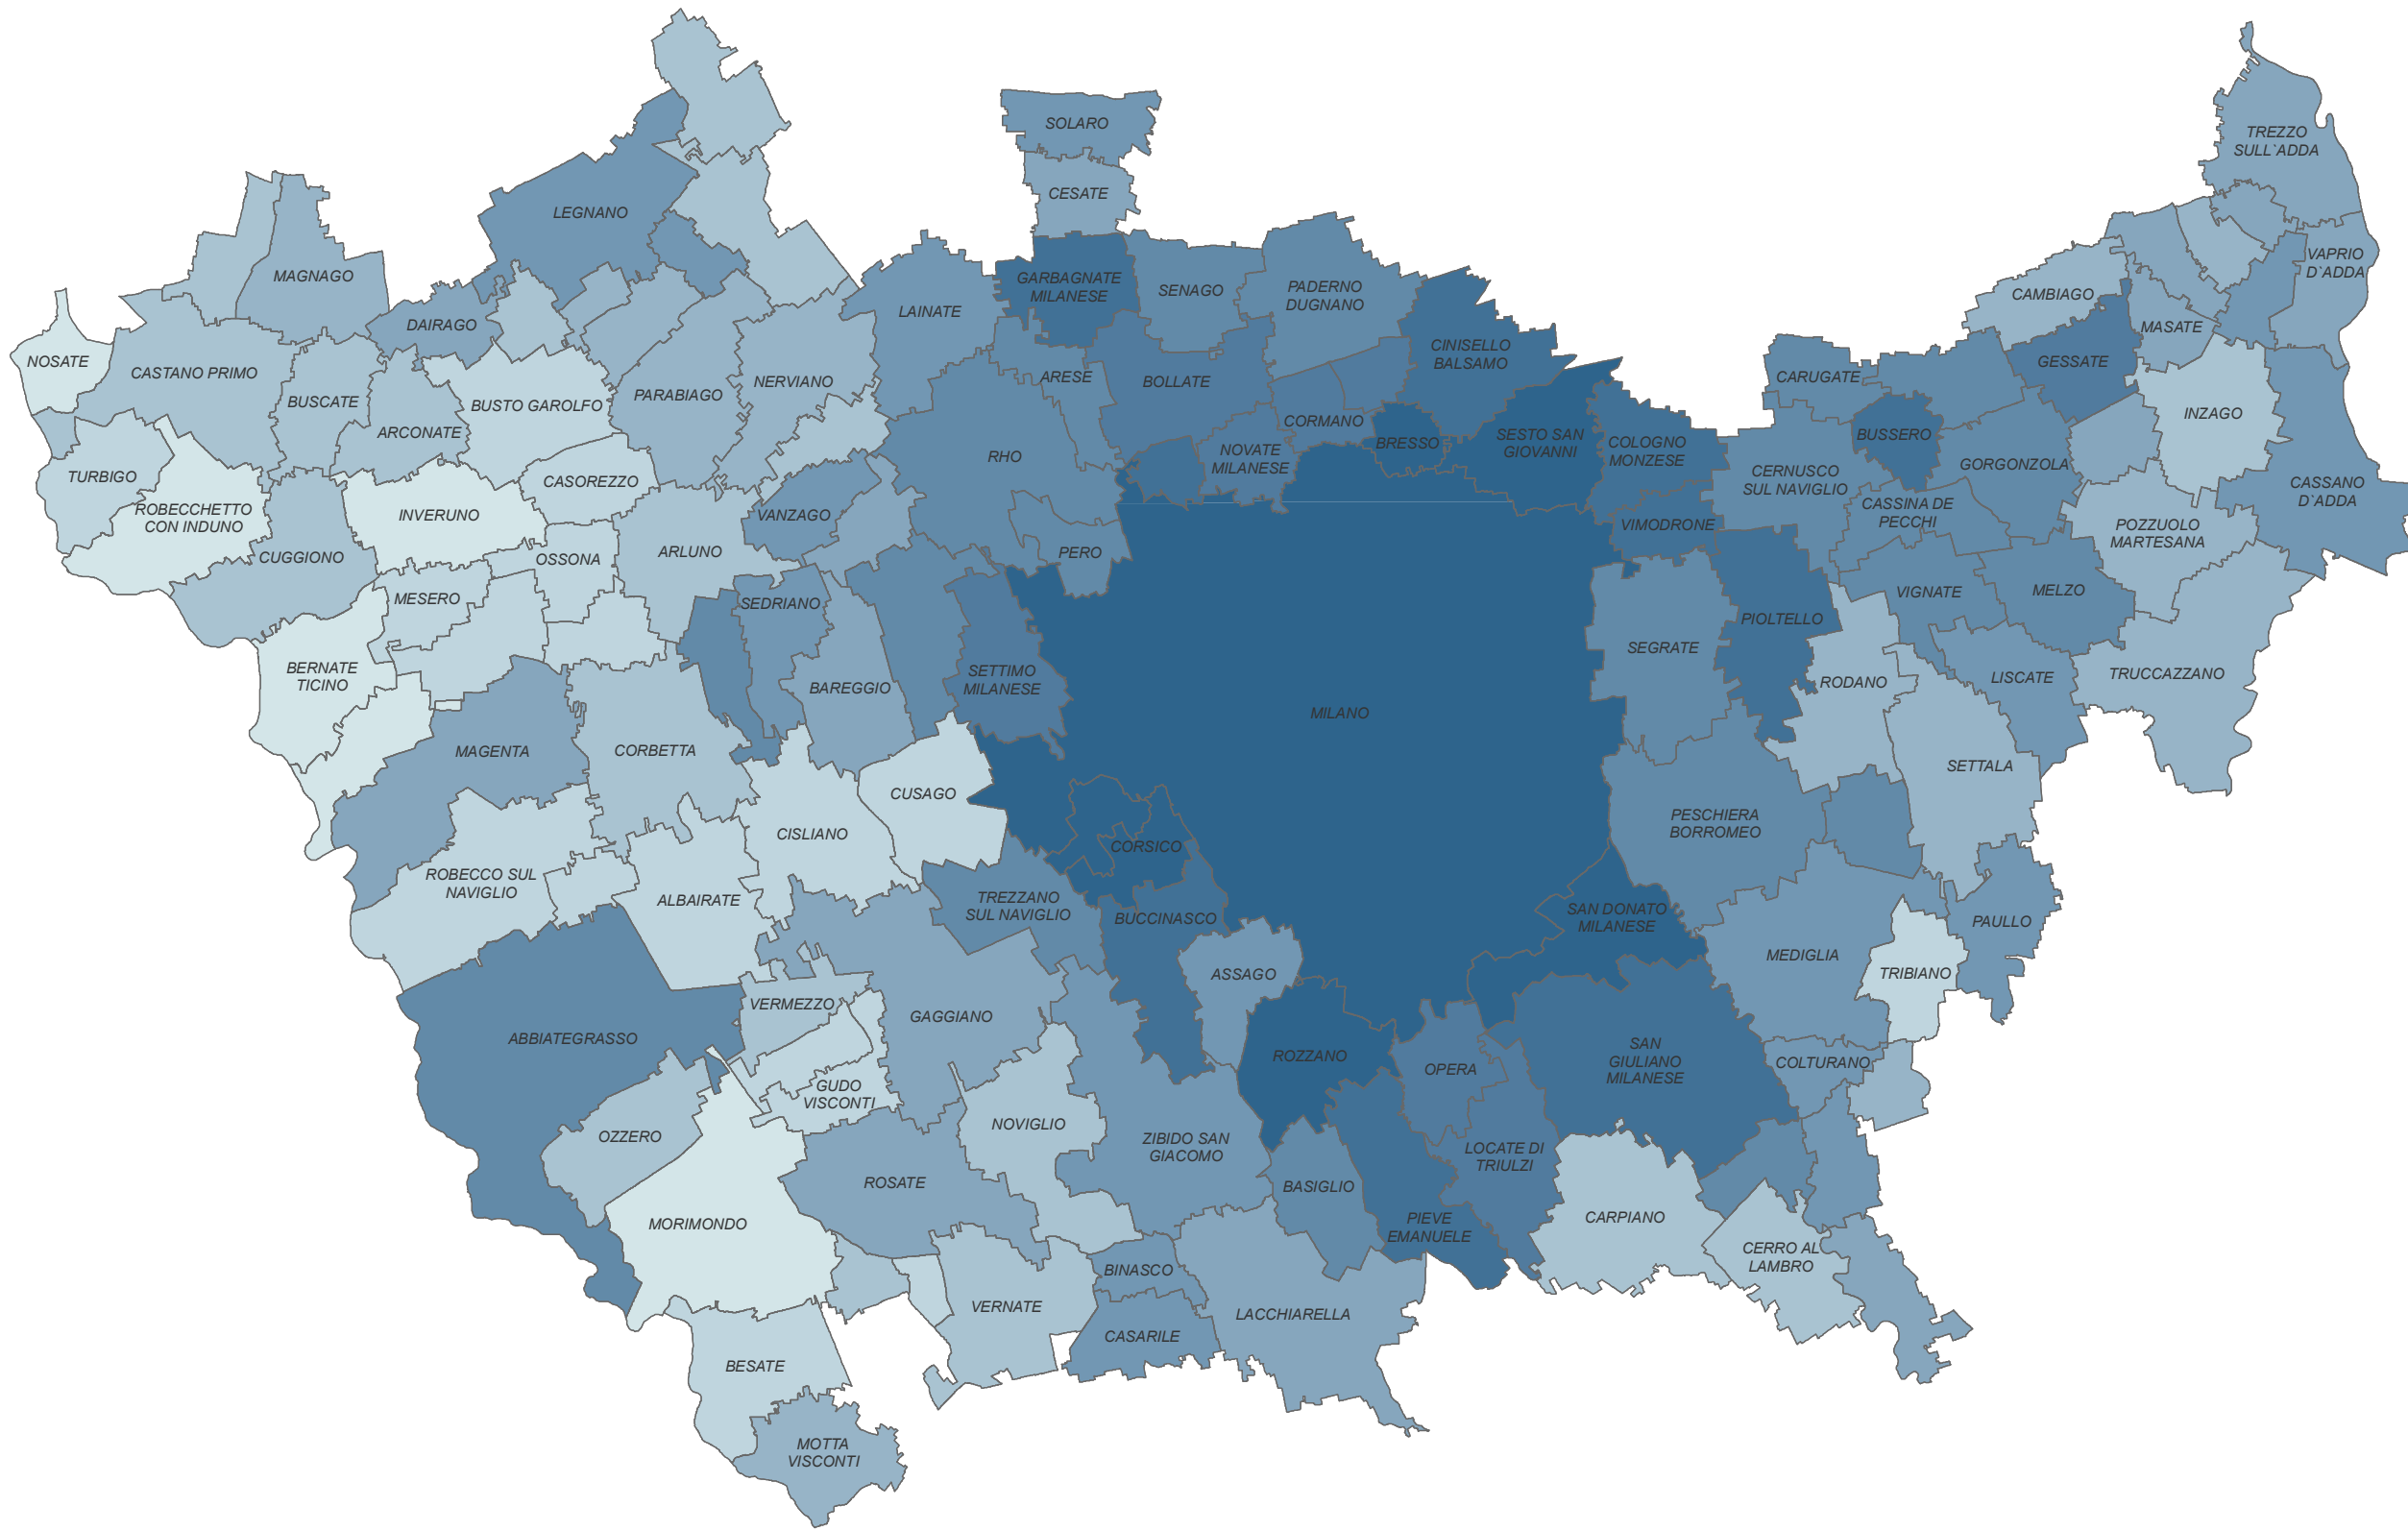 SOLARO
TREZZO
SULL`ADDA
CESATE
LEGNANO
MAGNAGO
GARBAGNATE
MILANESE
SENAGO
PADERNO
DUGNANO
VAPRIO
D`ADDA
CAMBIAGO
LAINATE
DAIRAGO
MASATE
NOSATE
CASTANO PRIMO
CINISELLO
BALSAMO
GESSATE
ARESE
BOLLATE
CARUGATE
NERVIANO
PARABIAGO
BUSCATE
BUSTO GAROLFO
INZAGO
CORMANO
ARCONATE
BRESSO
SESTO SAN
GIOVANNI
COLOGNO
MONZESE
BUSSERO
NOVATE
MILANESE
RHO
GORGONZOLA
TURBIGO
CASOREZZO
CERNUSCO
SUL NAVIGLIO
CASSANO
D`ADDA
ROBECCHETTO
CON INDUNO
INVERUNO
VANZAGO
CASSINA DE
PECCHI
VIMODRONE
POZZUOLO
MARTESANA
CUGGIONO
OSSONA
ARLUNO
PERO
MESERO
SEDRIANO
VIGNATE
MELZO
PIOLTELLO
SEGRATE
BERNATE
TICINO
BAREGGIO
SETTIMO
MILANESE
RODANO
LISCATE
TRUCCAZZANO
MILANO
MAGENTA
CORBETTA
SETTALA
CUSAGO
CISLIANO
PESCHIERA
BORROMEO
CORSICO
ROBECCO SUL
NAVIGLIO
ALBAIRATE
TREZZANO
SUL NAVIGLIO
BUCCINASCO
SAN DONATO
MILANESE
PAULLO
MEDIGLIA
ASSAGO
TRIBIANO
VERMEZZO
GAGGIANO
ABBIATEGRASSO
ROZZANO
OPERA
SAN
GIULIANO
MILANESE
COLTURANO
GUDO
VISCONTI
NOVIGLIO
OZZERO
ZIBIDO SAN
GIACOMO
LOCATE DI
TRIULZI
ROSATE
BASIGLIO
MORIMONDO
PIEVE
EMANUELE
CARPIANO
CERRO AL
LAMBRO
BINASCO
VERNATE
LACCHIARELLA
CASARILE
BESATE
MOTTA
VISCONTI